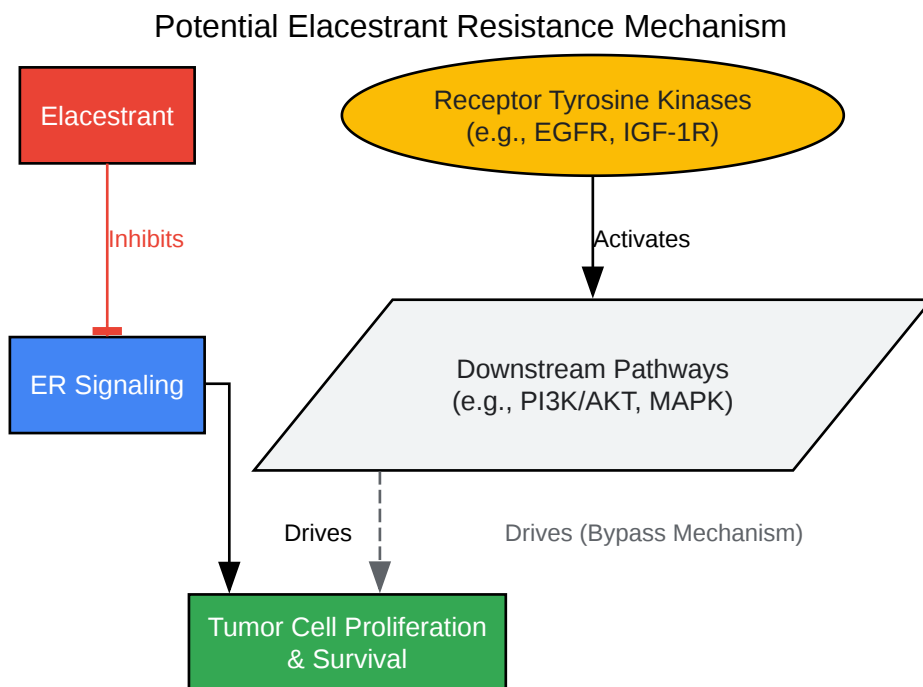 Potential Elacestrant Resistance Mechanism
Elacestrant
Receptor Tyrosine Kinases
(e.g., EGFR, IGF-1R)
Inhibits
Activates
ER Signaling
Downstream Pathways
(e.g., PI3K/AKT, MAPK)
Drives
Drives (Bypass Mechanism)
Tumor Cell Proliferation
& Survival